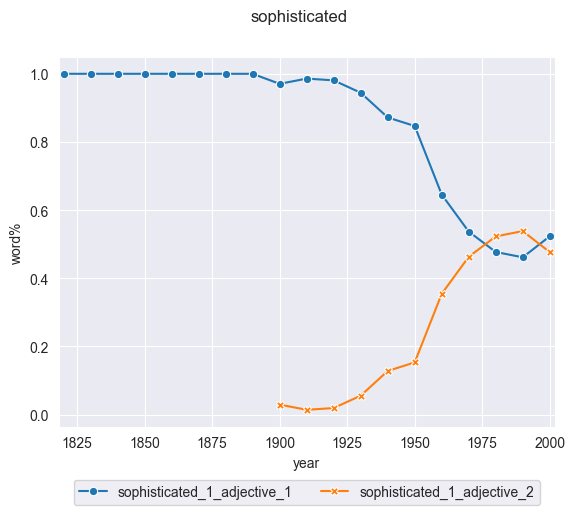 sophisticated
1.0
0.8
0.6
0.4
0.2
0.0
word%
1825 1850 1875 1900 1925 1950 1975 2000
year
sophisticated_1_adjective_1 sophisticated_1_adjective_2